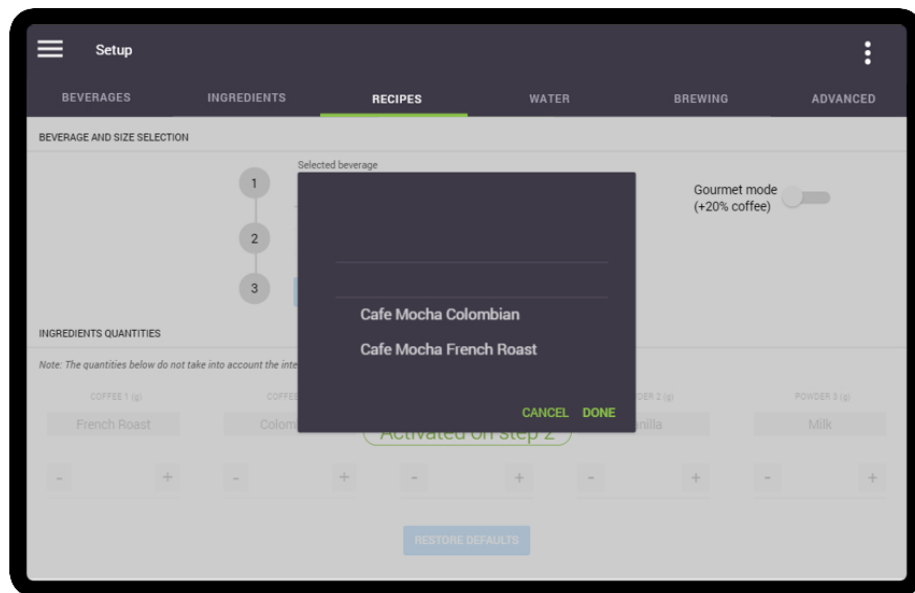 Setup
BEVERAGES INGREDIENTS RECIPES WATER BREWING ADVANCED
BEVERAGE AND SIZE SELECTION
Selected beverage
1
Gourmet mode
(+20% coffee)
2
3
Cafe Mocha Colombian
Cafe Mocha French Roast
CANCEL DONE
INGREDIENTS QUANTITIES
Note: The quantities below do not take into account the inte
COFFEE 1 (g) COFFEE DER 2 (g) POWDER 3 (g)
French Roast Colom nilla Milk
Activated on step 2
- + - + - + - + - +
RESTORE DEFAULTS